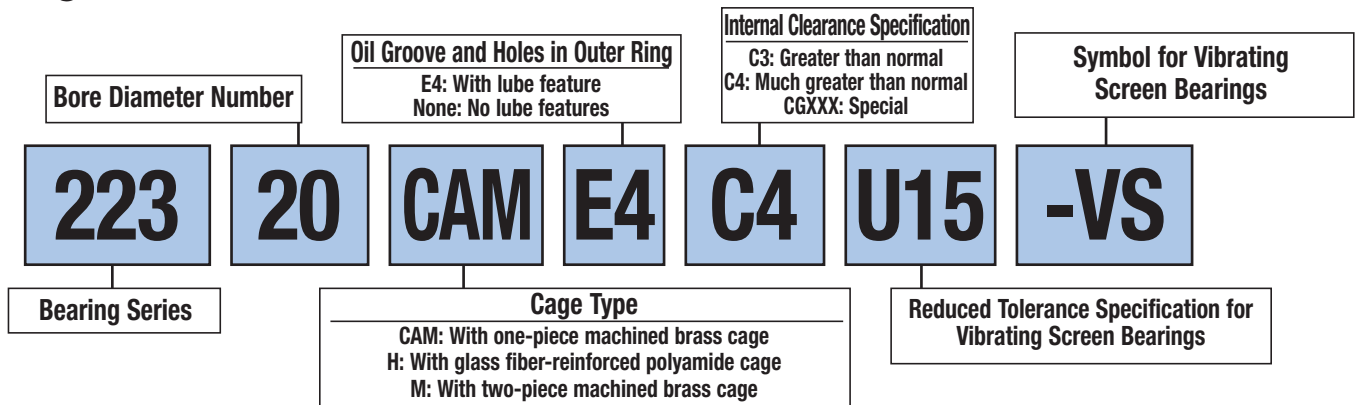 Internal Clearance Specification
C3: Greater than normal
C4: Much greater than normal
CGXXX: Special
Oil Groove and Holes in Outer Ring
E4: With lube feature
None: No lube features
Symbol for Vibrating
Screen Bearings
Bore Diameter Number
223 20 CAM E4 C4 U15 -VS
Bearing Series
Cage Type
CAM: With one-piece machined brass cage
H: With glass fiber-reinforced polyamide cage
M: With two-piece machined brass cage
Reduced Tolerance Specification for
Vibrating Screen Bearings